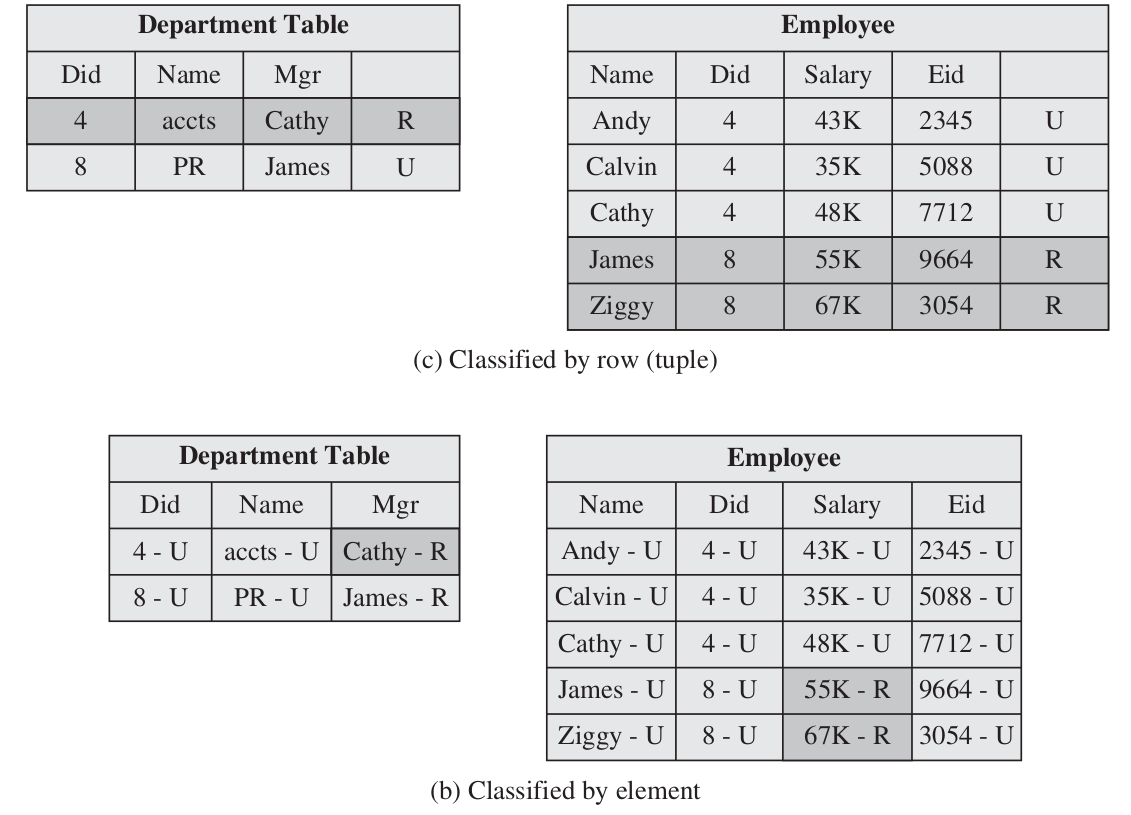 Department Table
Did Name Mgr
4 accts Cathy R
8 PR James U
Employee
Name Did Salary Eid
Andy 4 43K 2345 U
Calvin 4 35K 5088 U
Cathy 4 48K 7712 U
James 8 55K 9664 R
Ziggy 8 67K 3054 R
(c) Classified by row (tuple)
Department Table
Did Name Mgr
4 - U accts - U Cathy - R
8 - U PR - U James - R
Employee
Name Did Salary Eid
Andy - U 4 - U 43K - U 2345 - U
Calvin - U 4 - U 35K - U 5088 - U
Cathy - U 4 - U 48K - U 7712 - U
James - U 8 - U 55K - R 9664 - U
Ziggy - U 8 - U 67K - R 3054 - U
(b) Classified by element